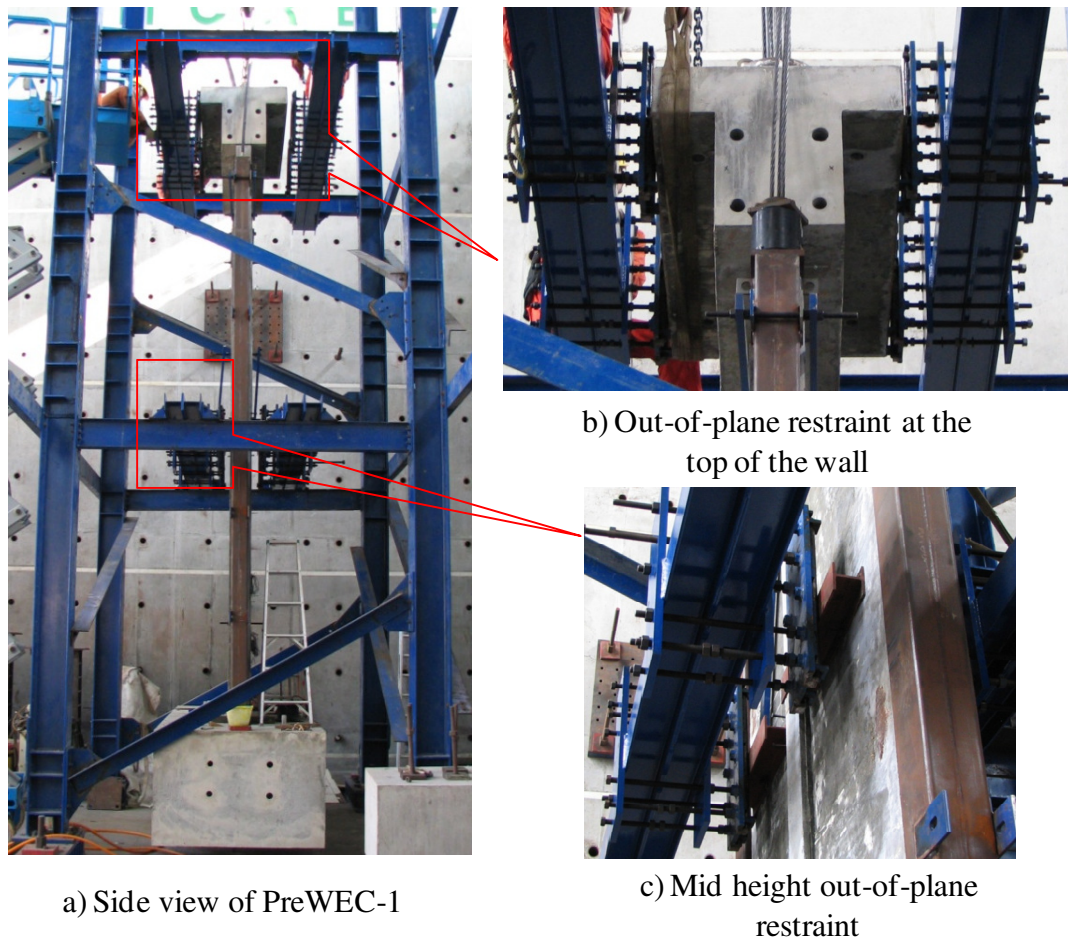 b) Out-of-plane restraint at the
top of the wall
a) Side view of PreWEC-1
c) Mid height out-of-plane
restraint